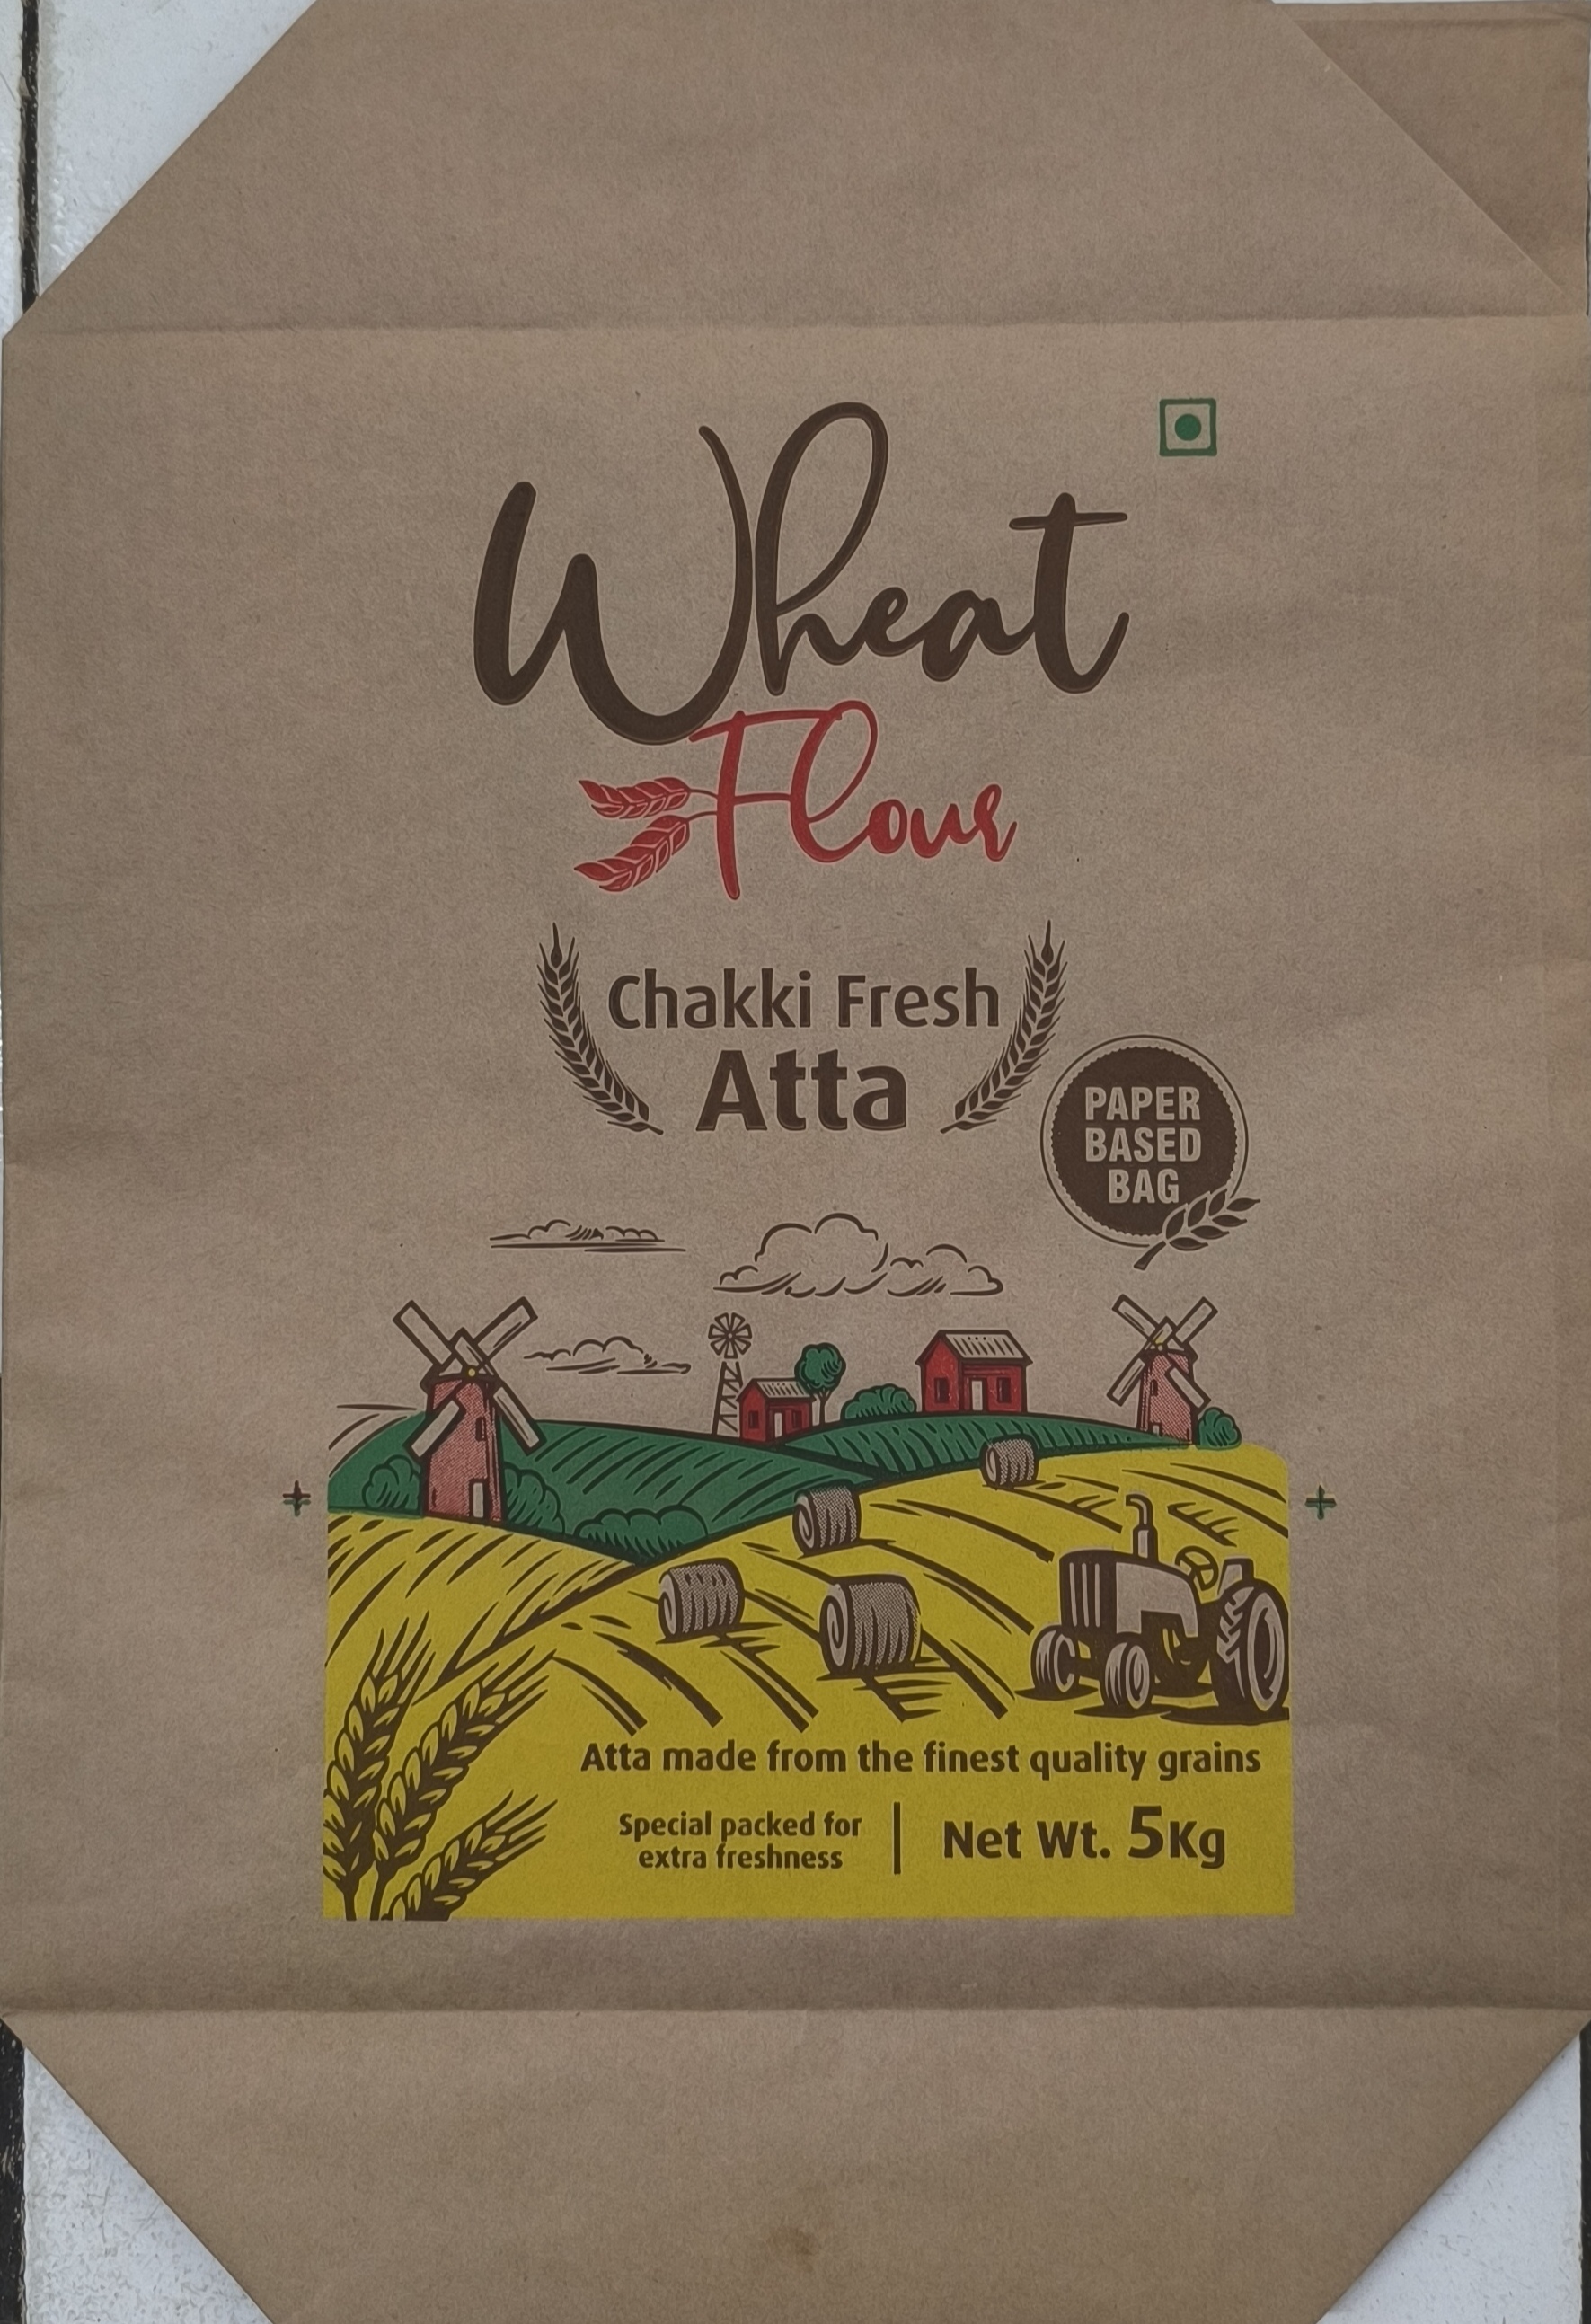 Wheat
Flour
Chakki Fresh
Atta
PAPER
BASED
BAG
Atta made from the finest quality grains
Special packed for
extra freshness
Net Wt. 5Kg